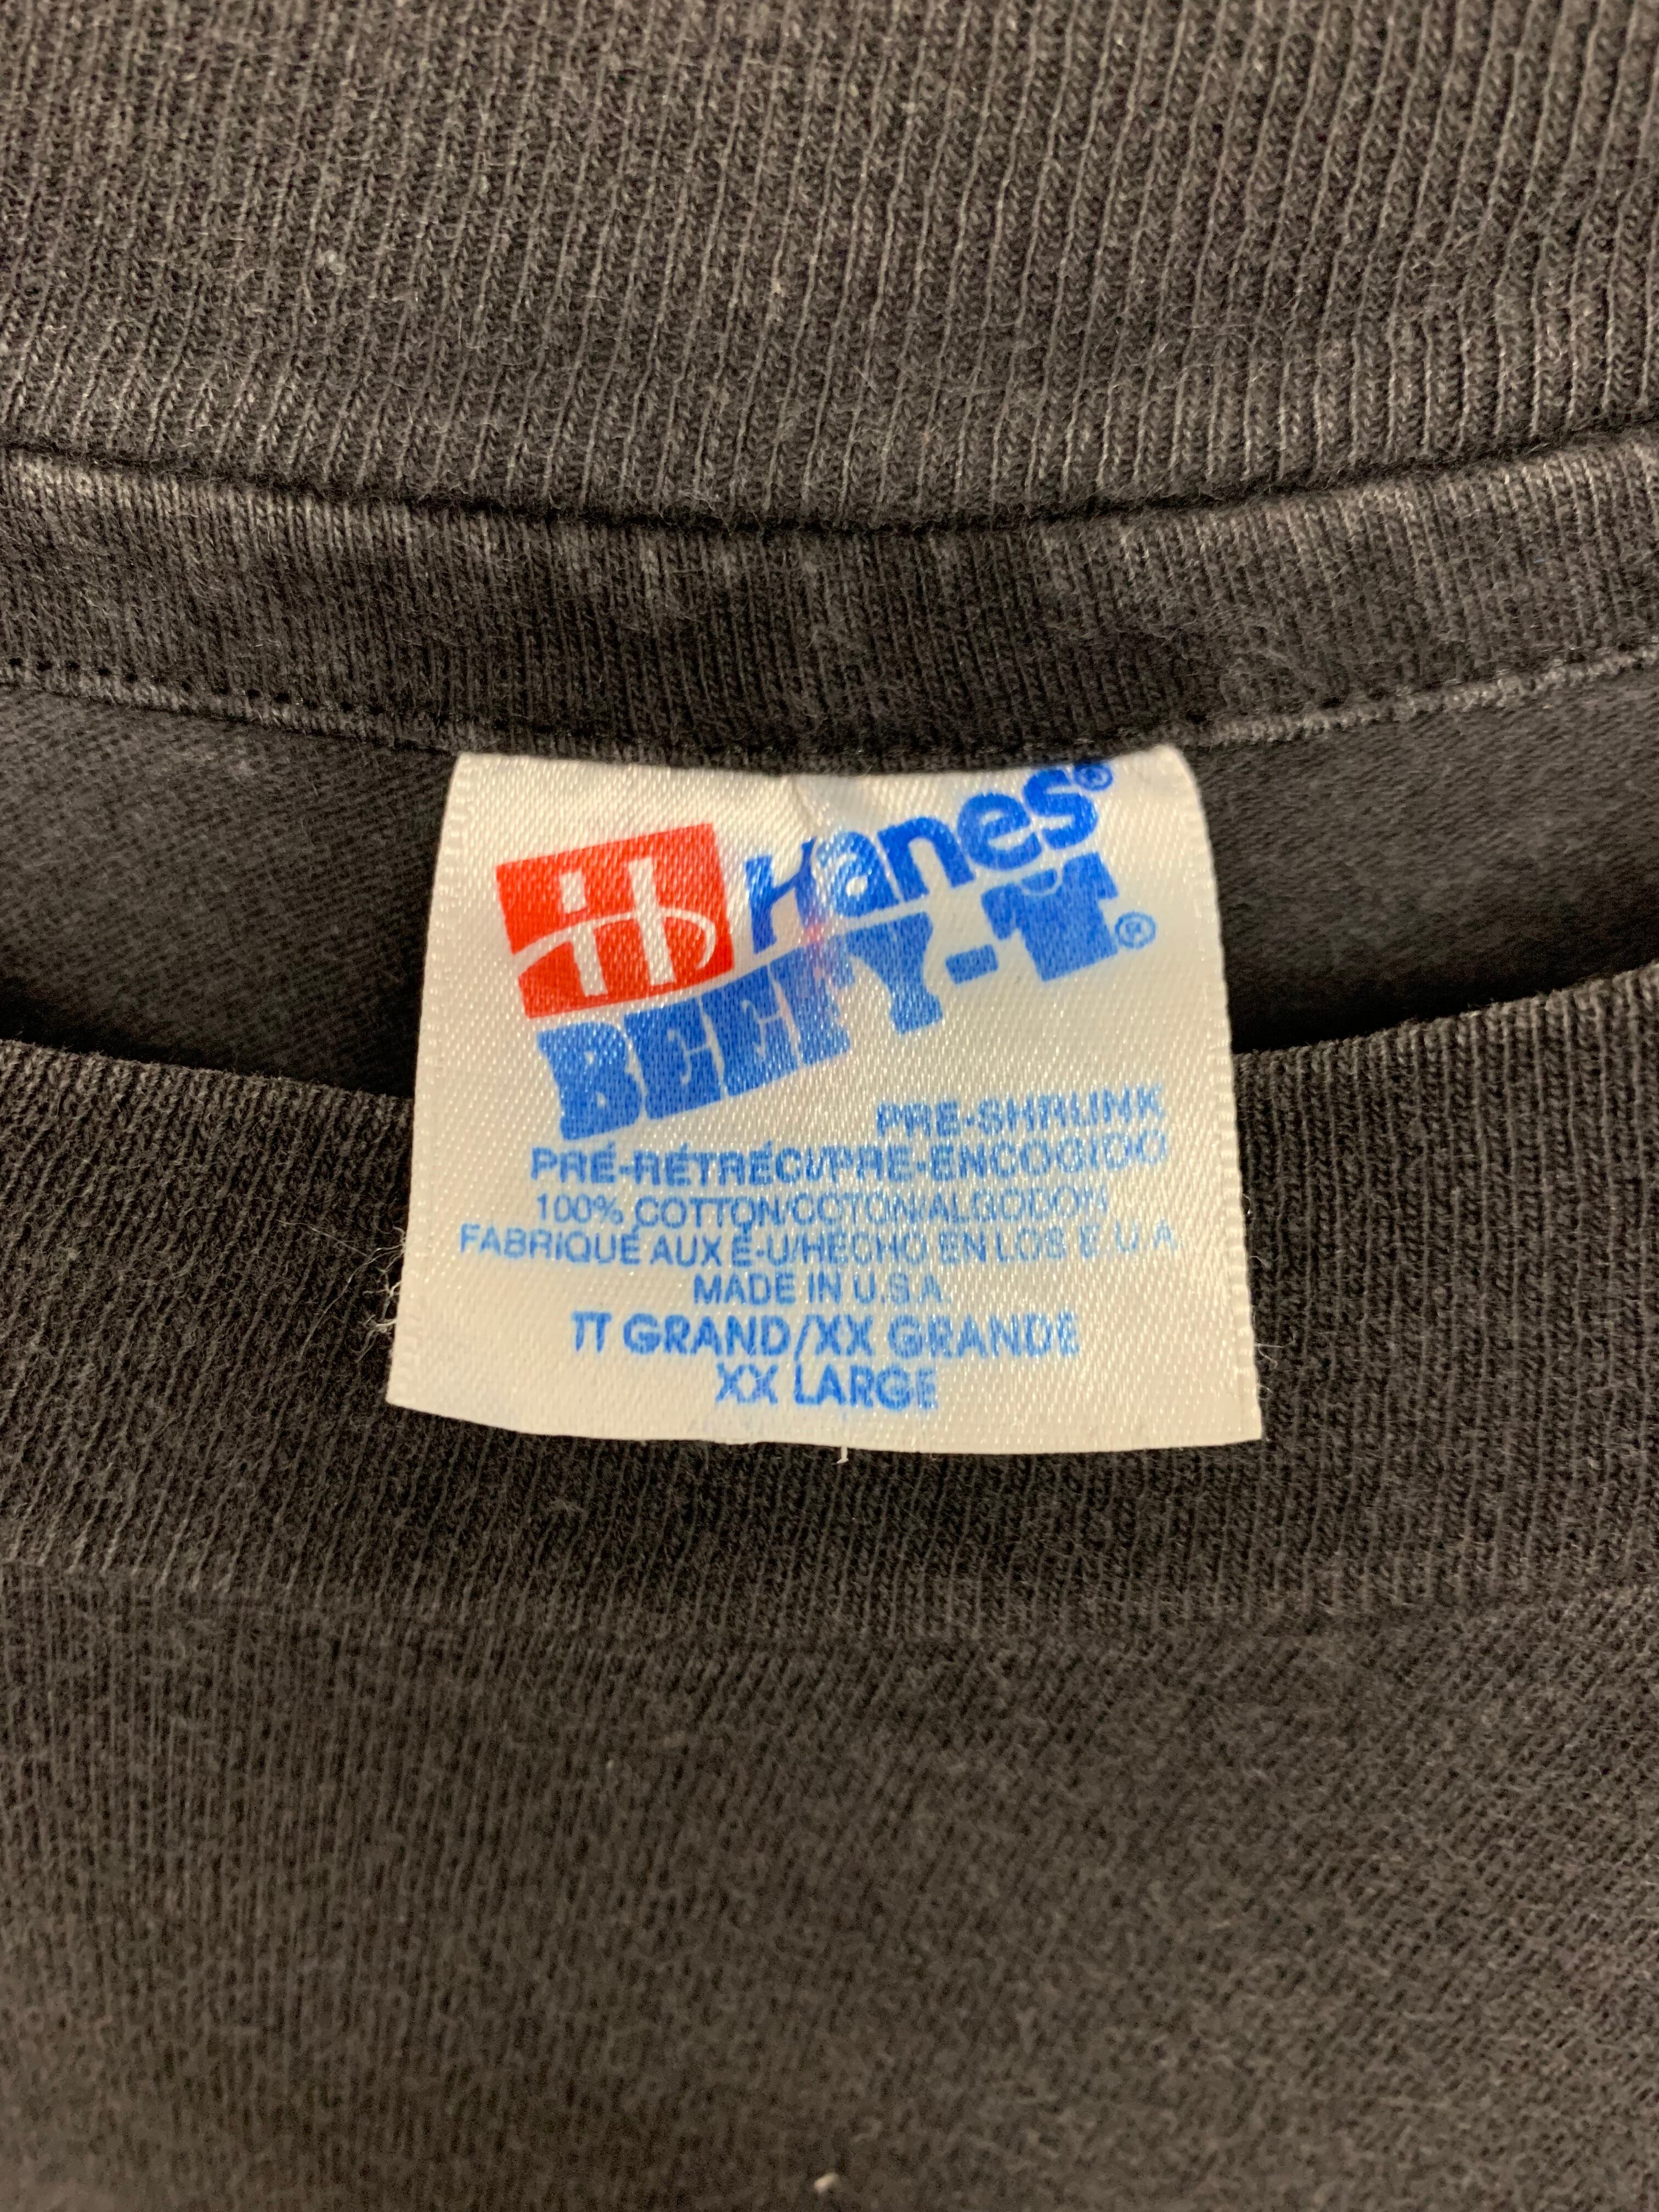 Hanes®
BEEFY-T®
PRE-SHRUNK
PRÉ-RÉTRÉCI/PRE-ENCOGIDO
100% COTTON/COTON/ALGODON
FABRIQUÉ AUX É-U/HECHO EN LOS E.U.A
MADE IN U.S.A.
TT GRAND/XX GRANDE
XX LARGE